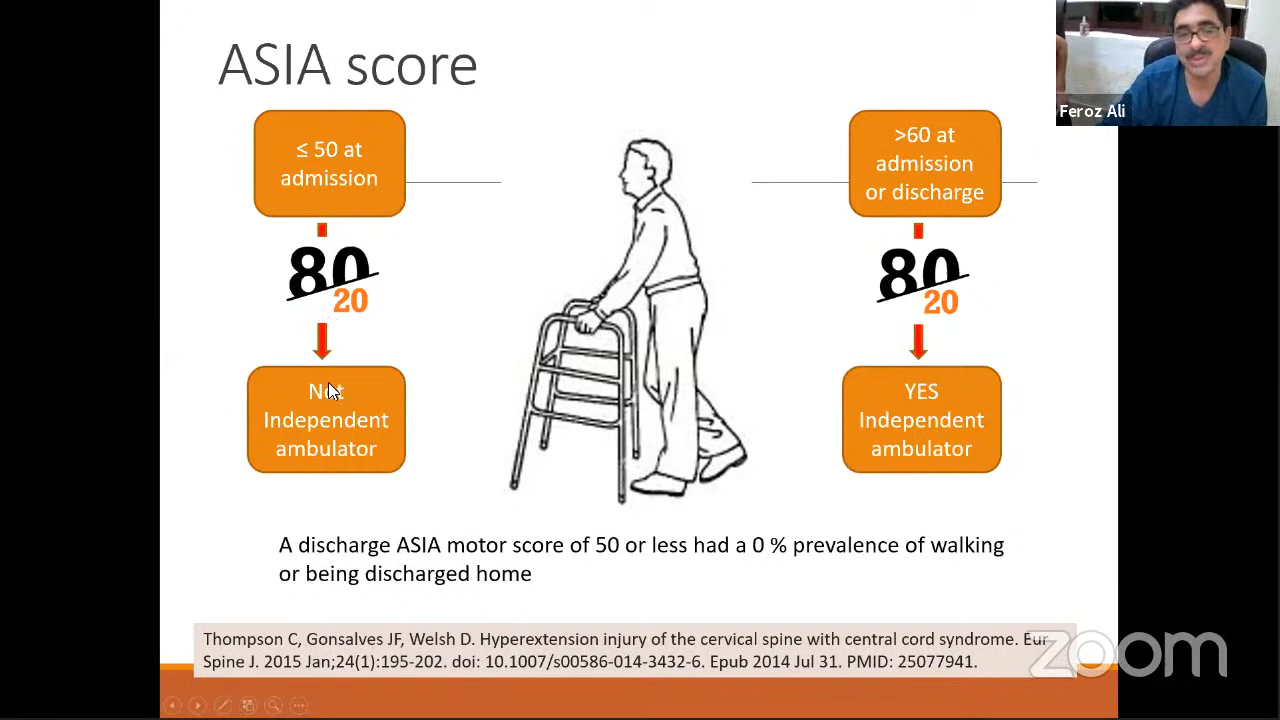 ASIA score
≤ 50 at
admission
80
20
Not
Independent
ambulator
>60 at
admission
or discharge
80
20
YES
Independent
ambulator
A discharge ASIA motor score of 50 or less had a 0 % prevalence of walking
or being discharged home
Thompson C, Gonsalves JF, Welsh D. Hyperextension injury of the cervical spine with central cord syndrome. Eur
Spine J. 2015 Jan;24(1):195-202. doi: 10.1007/s00586-014-3432-6. Epub 2014 Jul 31. PMID: 25077941.
Feroz Ali
zoom